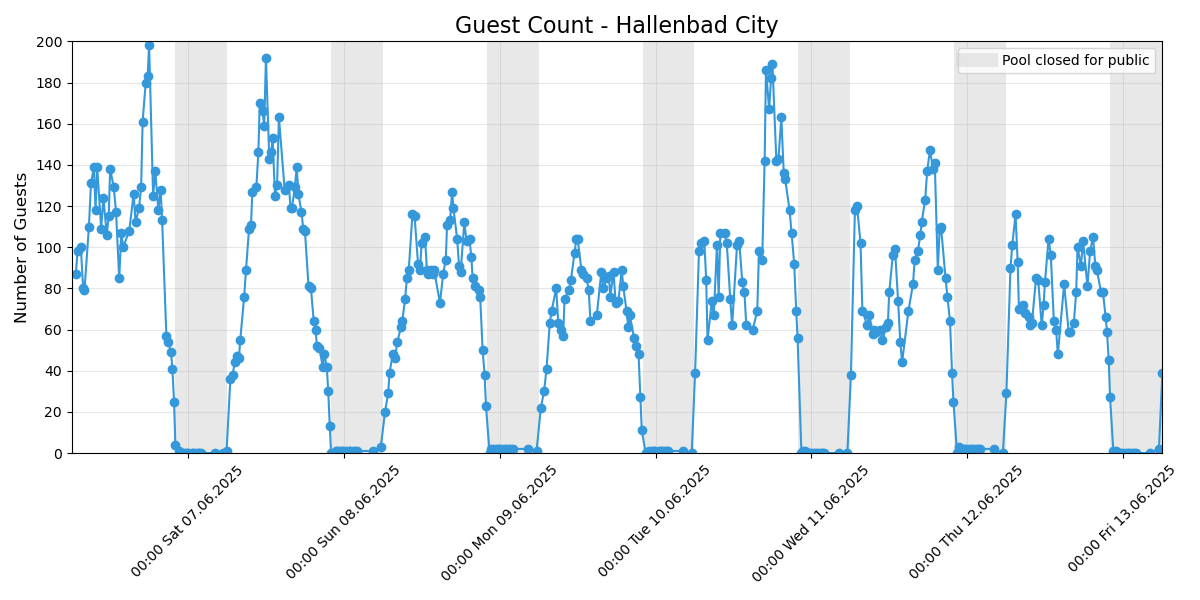 Guest Count - Hallenbad City
Pool closed for public
Number of Guests
200
180
160
140
120
100
80
60
40
20
0
00:00 Sat 07.06.2025
00:00 Sun 08.06.2025
00:00 Mon 09.06.2025
00:00 Tue 10.06.2025
00:00 Wed 11.06.2025
00:00 Thu 12.06.2025
00:00 Fri 13.06.2025